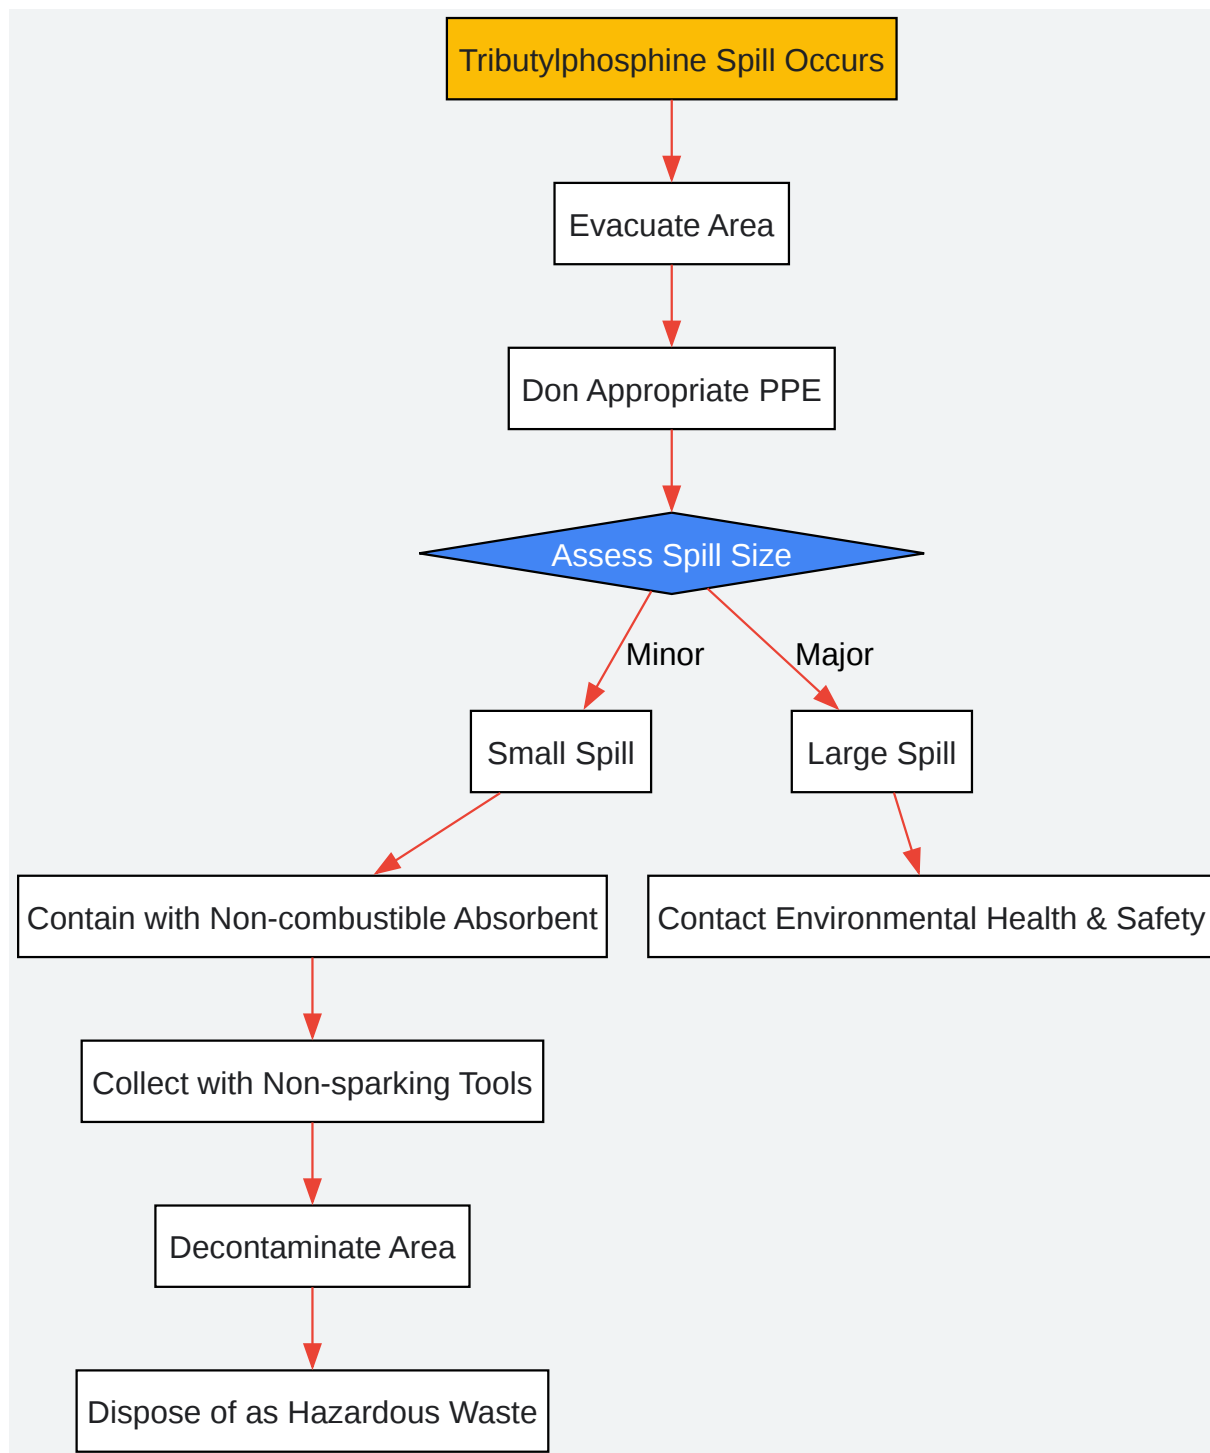 Tributylphosphine Spill Occurs
Evacuate Area
Don Appropriate PPE
Assess Spill Size
Minor
Major
Small Spill
Large Spill
Contain with Non-combustible Absorbent
Contact Environmental Health & Safety
Collect with Non-sparking Tools
Decontaminate Area
Dispose of as Hazardous Waste